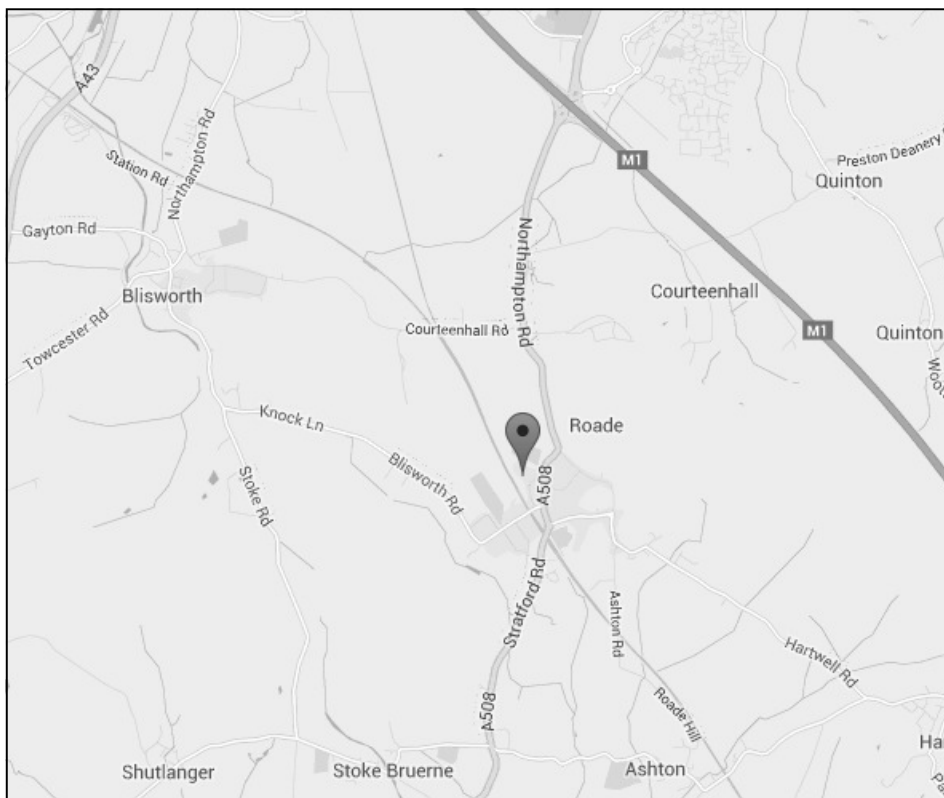 A43
Station Rd
Northampton Rd
M1
Preston Deanery
Quinton
Gayton Rd
Northampton Rd
Blisworth
Courteenhall
Towcester Rd
Courteenhall Rd
M1
Quinton
Knock Ln
Roade
Blisworth Rd
A508
Stoke Rd
Stratford Rd
Ashton Rd
Hartwell Rd
A508
Roade Hill
Shutlanger
Stoke Bruerne
Ashton